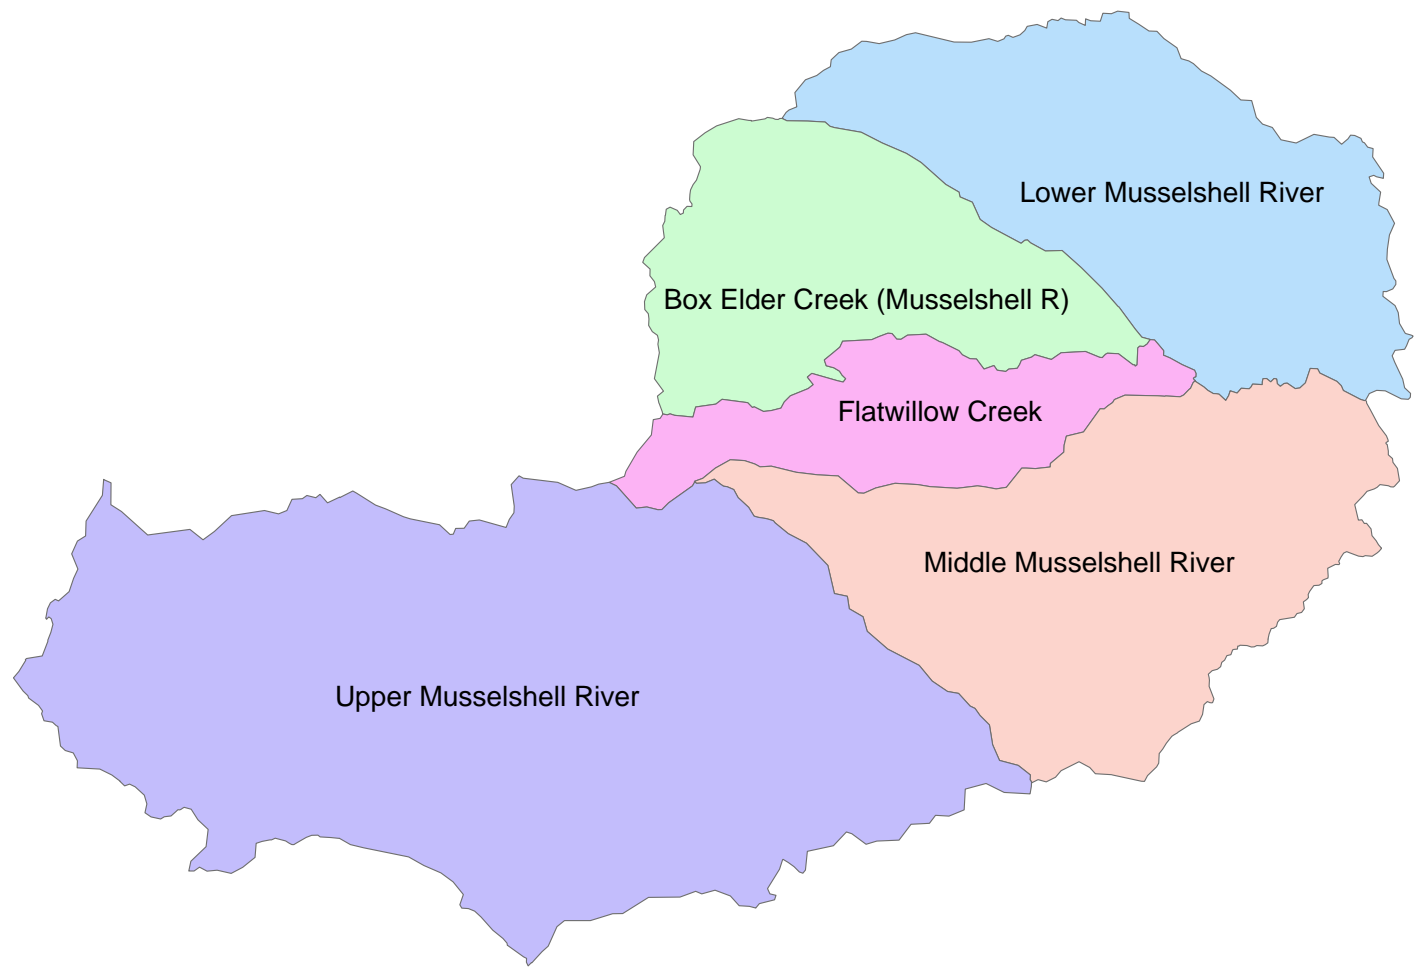 Lower Musselshell River
Box Elder Creek (Musselshell R)
Flatwillow Creek
Middle Musselshell River
Upper Musselshell River